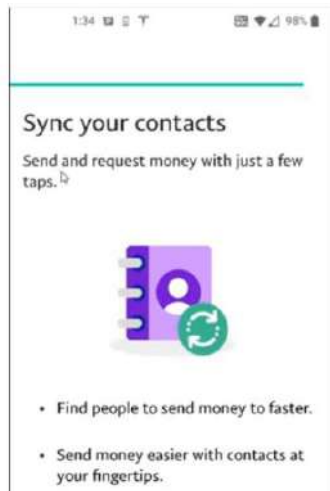 1:34
98%
Sync your contacts
Send and request money with just a few
taps.
• Find people to send money to faster.
• Send money easier with contacts at
your fingertips.